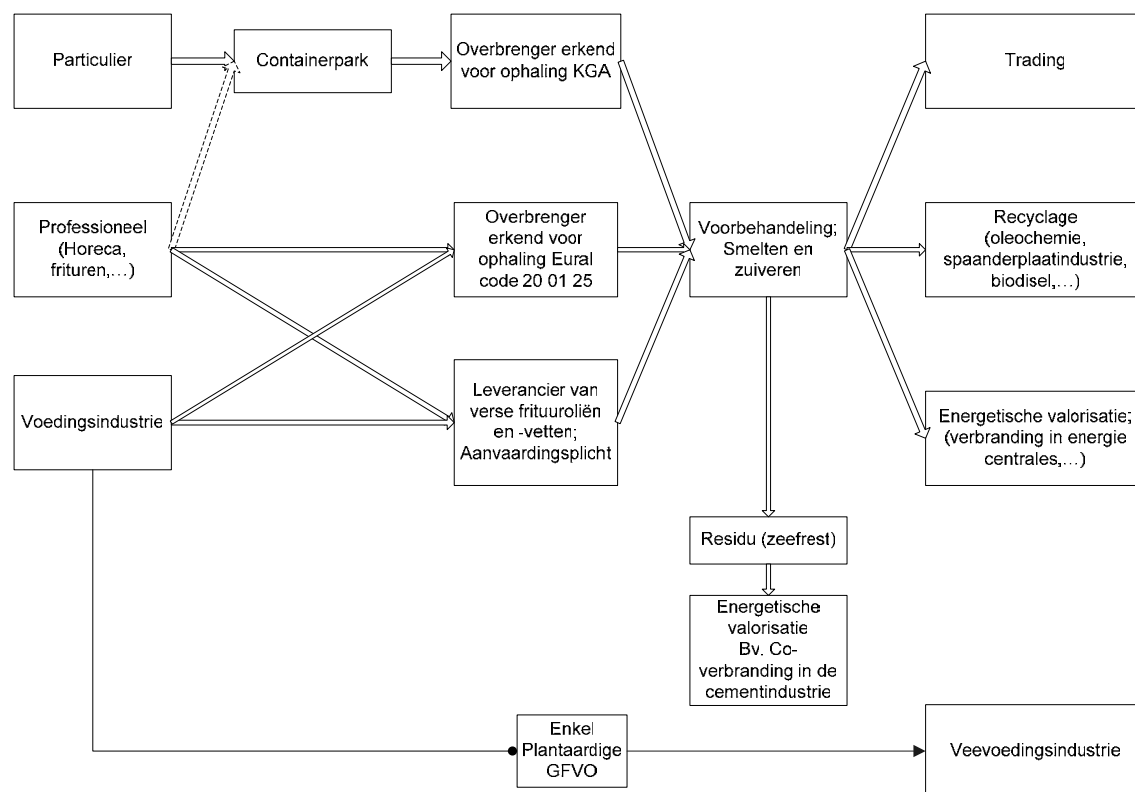 Particulier
Containerpark
Overbrenger erkend
voor ophaling KGA
Trading
Professioneel
(Horeca,
frituren,…)
Overbrenger
erkend voor
ophaling Eural
code 20 01 25
Voorbehandeling;
Smelten en
zuiveren
Recyclage
(oleochemie,
spaanderplaatindustrie,
biodisel,…)
Voedingsindustrie
Leverancier van
verse frituuroliën
en -vetten;
Aanvaardingsplicht
Energetische valorisatie;
(verbranding in energie
centrales,…)
Residu (zeefrest)
Energetische
valorisatie
Bv. Co-
verbranding in de
cementindustrie
Enkel
Plantaardige
GFVO
Veevoedingsindustrie